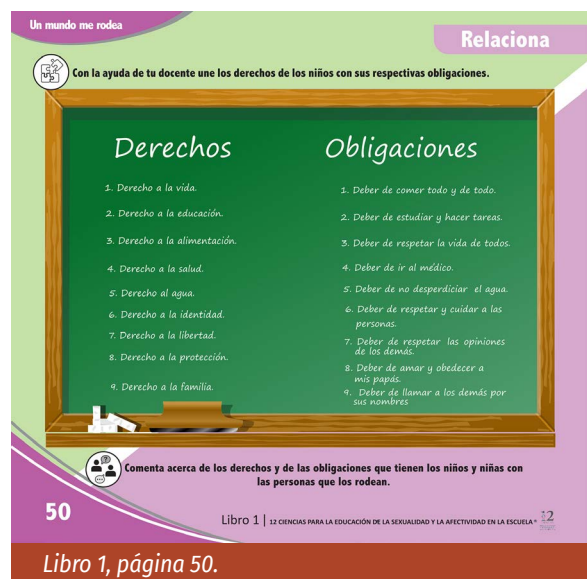 Un mundo me rodea
Relaciona
Con la ayuda de tu docente une los derechos de los niños con sus respectivas obligaciones.
Derechos
1. Derecho a la vida.
2. Derecho a la educación.
3. Derecho a la alimentación.
4. Derecho a la salud.
5. Derecho al agua.
6. Derecho a la identidad.
7. Derecho a la libertad.
8. Derecho a la protección.
9. Derecho a la familia.
Obligaciones
1. Deber de comer todo y de todo.
2. Deber de estudiar y hacer tareas.
3. Deber de respetar la vida de todos.
4. Deber de ir al médico.
5. Deber de no desperdiciar el agua.
6. Deber de respetar y cuidar a las
personas.
7. Deber de respetar las opiniones
de los demás.
8. Deber de amar y obedecer a
mis papás.
9. Deber de llamar a los demás por
sus nombres
Comenta acerca de los derechos y de las obligaciones que tienen los niños y niñas con
las personas que los rodean.
50
Libro 1 | 12 CIENCIAS PARA LA EDUCACIÓN DE LA SEXUALIDAD Y LA AFECTIVIDAD EN LA ESCUELA®
Libro 1, página 50.